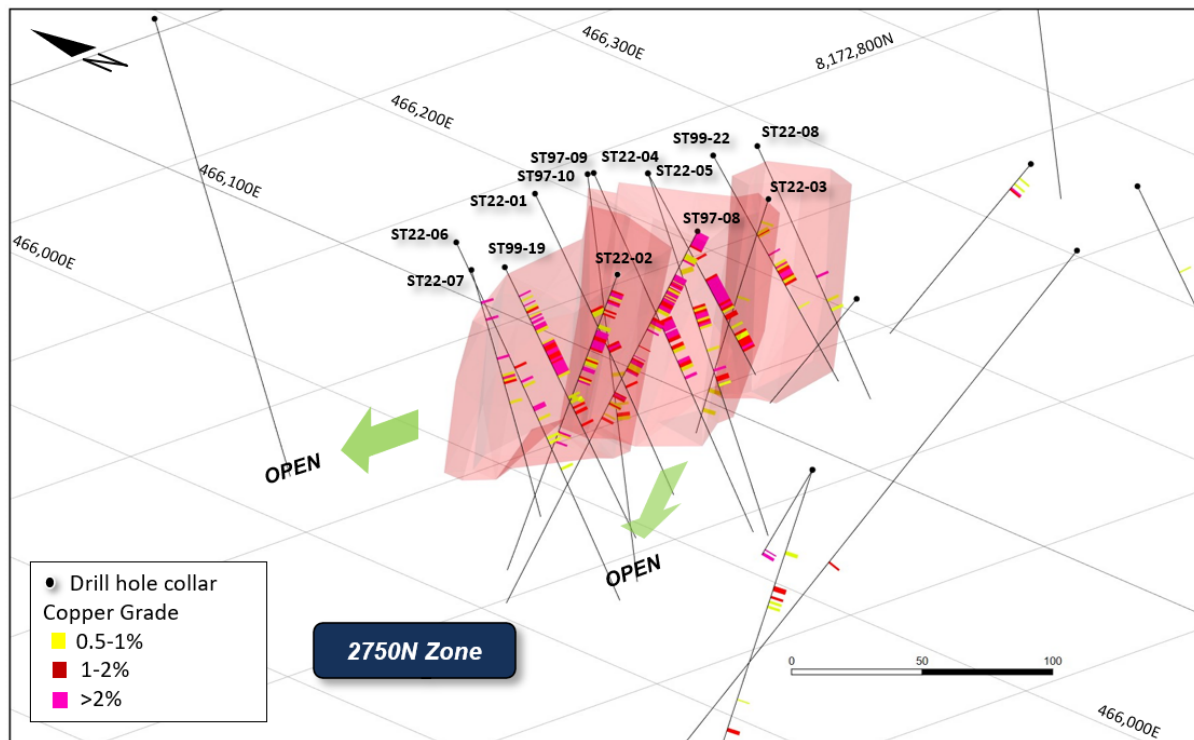 N
466,300E
8,172,800N
466,200E
466,100E
466,000E
ST99-22
ST22-08
ST97-09
ST22-04
ST97-10
ST22-05
ST22-01
ST22-03
ST97-08
ST22-06
ST99-19
ST22-02
ST22-07
OPEN
OPEN
Drill hole collar
Copper Grade
0.5-1%
1-2%
>2%
2750N Zone
0 50 100
466,000E